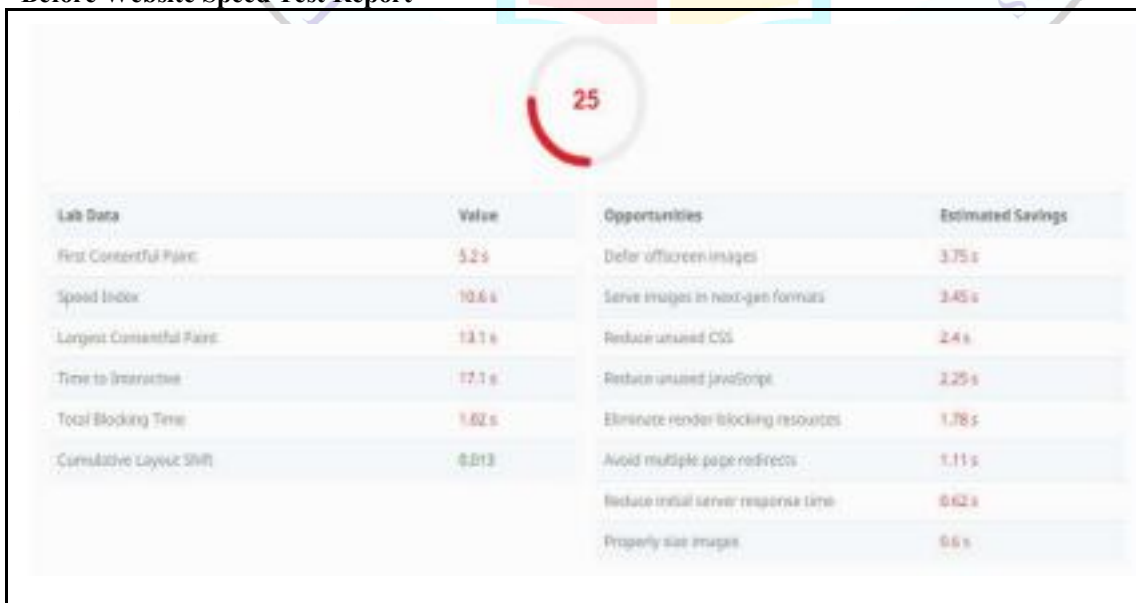 Before Website Speed Test Report
25
Lab Data Value
First Contentful Paint 5.2 s
Speed Index 10.6 s
Largest Contentful Paint 13.1 s
Time to Interactive 17.1 s
Total Blocking Time 1.62 s
Cumulative Layout Shift 0.013
Opportunities Estimated Savings
Defer offscreen images 3.75 s
Serve images in next-gen formats 3.45 s
Reduce unused CSS 2.4 s
Reduce unused JavaScript 2.25 s
Eliminate render-blocking resources 1.78 s
Avoid multiple page redirects 1.11 s
Reduce initial server response time 0.62 s
Properly size images 0.6 s